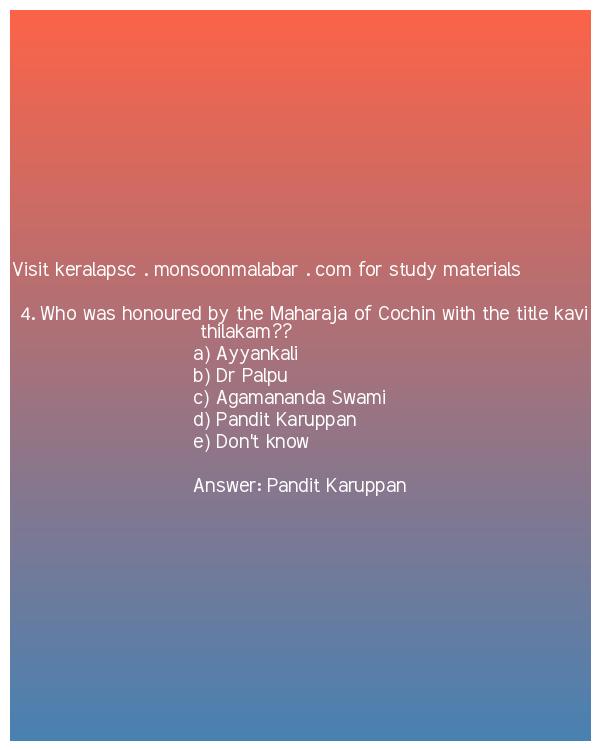 Visit keralapsc . monsoonmalabar . com for study materials
4. Who was honoured by the Maharaja of Cochin with the title kavi
thilakam??
a) Ayyankali
b) Dr Palpu
c) Agamananda Swami
d) Pandit Karuppan
e) Don't know
Answer: Pandit Karuppan